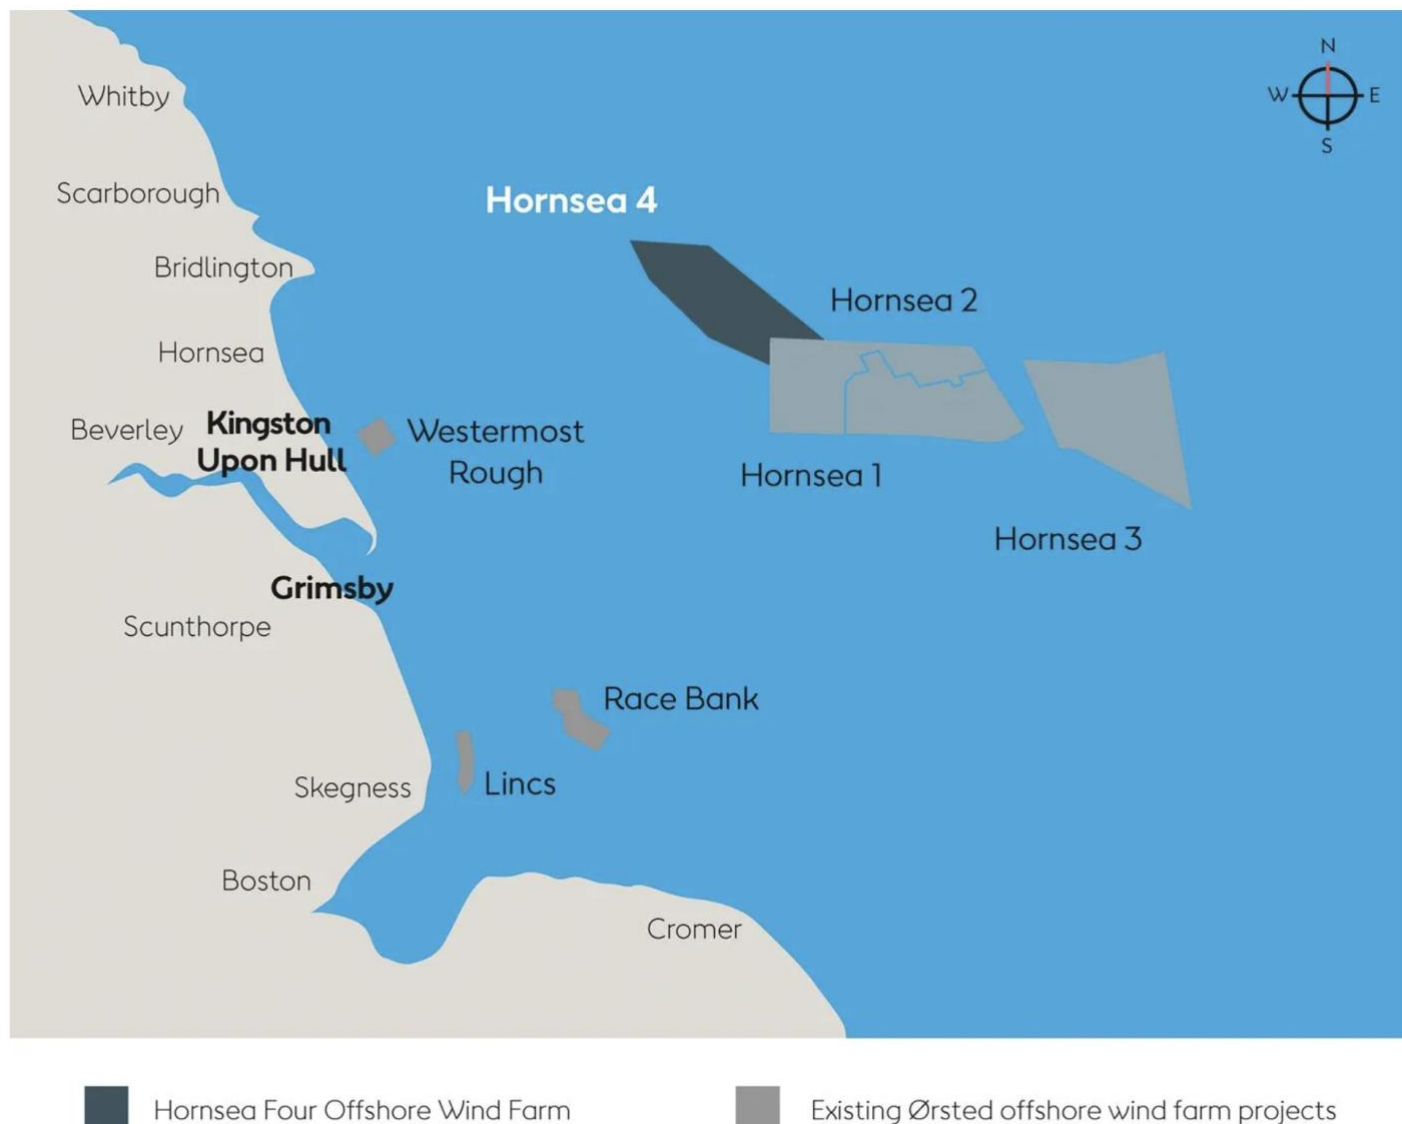 N
W
E
S
Whitby
Scarborough
Hornsea 4
Bridlington
Hornsea 2
Hornsea
Beverley
Kingston
Upon Hull
Westermost
Rough
Hornsea 1
Hornsea 3
Grimsby
Scunthorpe
Race Bank
Skegness
Lincs
Boston
Cromer
Hornsea Four Offshore Wind Farm
Existing Ørsted offshore wind farm projects